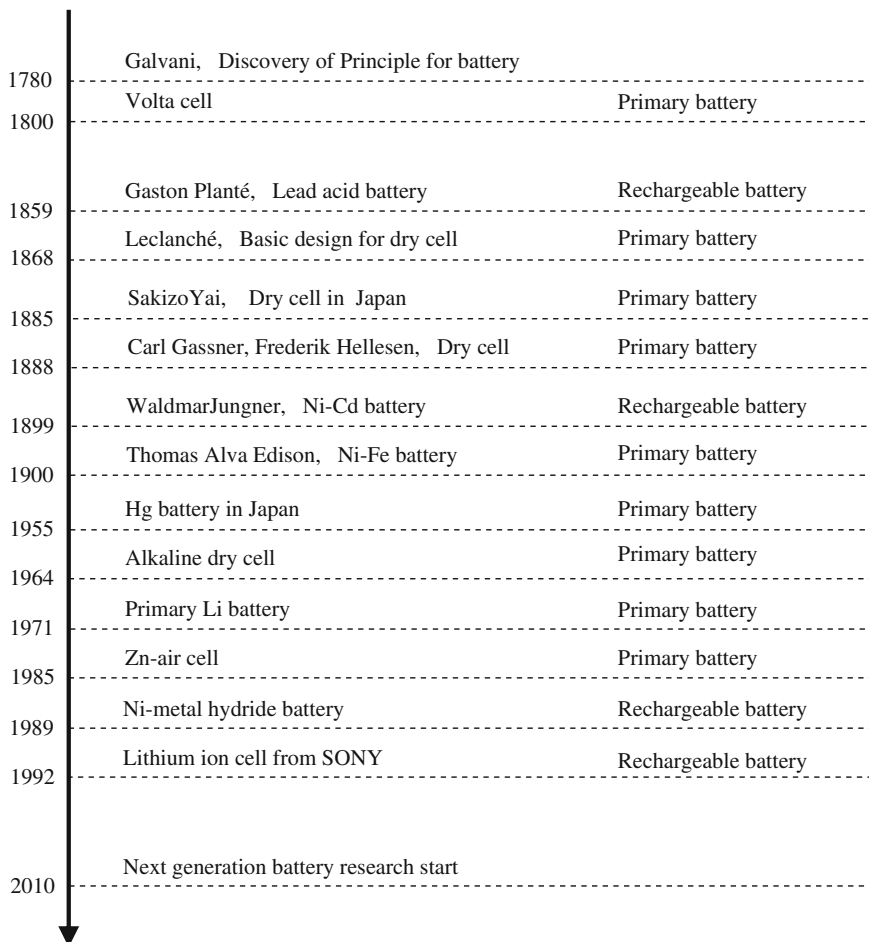 Galvani, Discovery of Principle for battery
1780
Volta cell Primary battery
1800
Gaston Planté, Lead acid battery Rechargeable battery
1859
Leclanché, Basic design for dry cell Primary battery
1868
SakizoYai, Dry cell in Japan Primary battery
1885
Carl Gassner, Frederik Hellesen, Dry cell Primary battery
1888
WaldmarJungner, Ni-Cd battery Rechargeable battery
1899
Thomas Alva Edison, Ni-Fe battery Primary battery
1900
Hg battery in Japan Primary battery
1955
Alkaline dry cell Primary battery
1964
Primary Li battery Primary battery
1971
Zn-air cell Primary battery
1985
Ni-metal hydride battery Rechargeable battery
1989
Lithium ion cell from SONY Rechargeable battery
1992
Next generation battery research start
2010